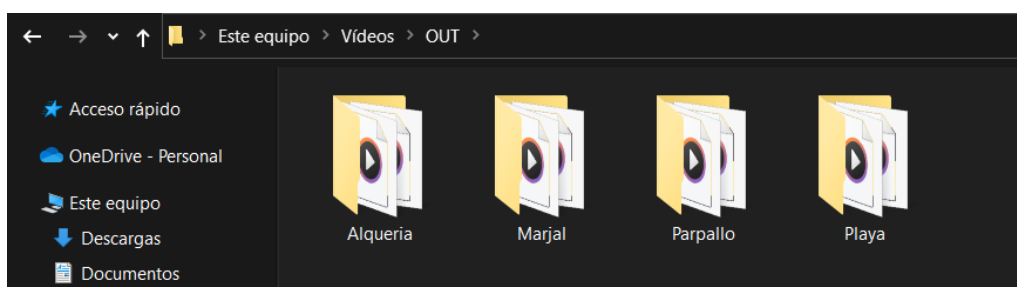 Este equipo > Vídeos > OUT >
Acceso rápido
OneDrive - Personal
Este equipo
Descargas
Documentos
Alqueria
Marjal
Parpallo
Playa